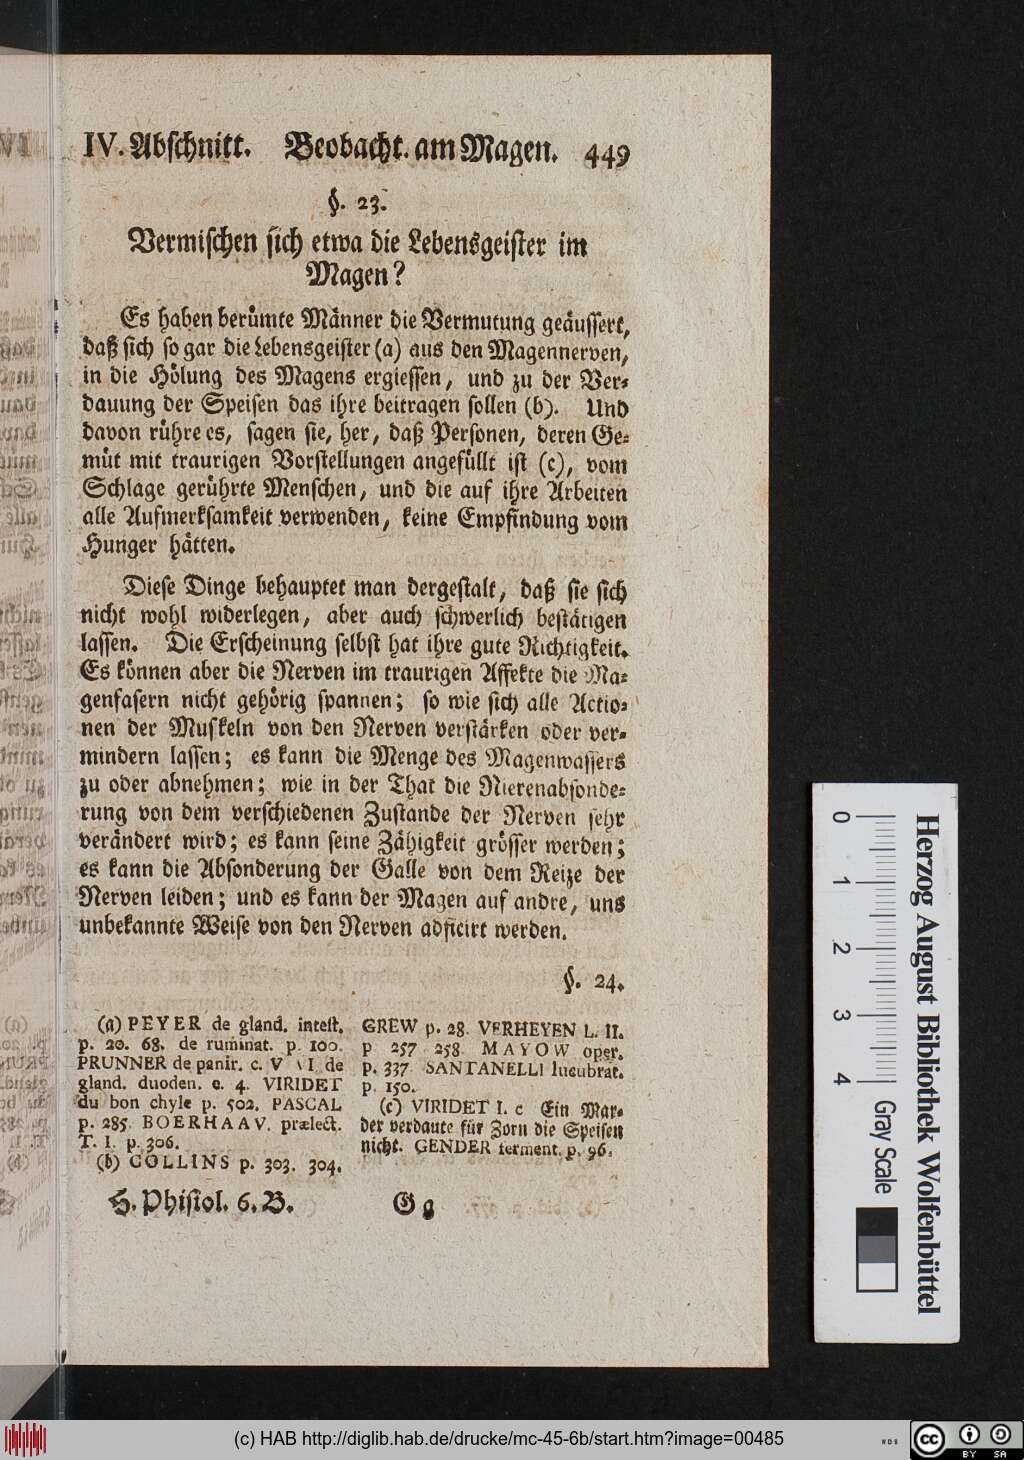 IV. Abschnitt. Beobacht. am Magen. 449
§. 23.
Vermischen sich etwa die Lebensgeister im
Magen?
Es haben berümte Männer die Vermutung geäussert,
daß sich so gar die Lebensgeister (a) aus den Magennerven,
in die Hölung des Magens ergiessen, und zu der Ver-
dauung der Speisen das ihre beitragen sollen (b). Und
davon rühre es, sagen sie, her, daß Personen, deren Ge-
müt mit traurigen Vorstellungen angefüllt ist (c), vom
Schlage gerührte Menschen, und die auf ihre Arbeiten
alle Aufmerksamkeit verwenden, keine Empfindung vom
Hunger hätten.
Diese Dinge behauptet man dergestalt, daß sie sich
nicht wohl widerlegen, aber auch schwerlich bestätigen
lassen. Die Erscheinung selbst hat ihre gute Richtigkeit.
Es können aber die Nerven im traurigen Affekte die Ma-
genfasern nicht gehörig spannen; so wie sich alle Actio-
nen der Muskeln von den Nerven verstärken oder ver-
mindern lassen; es kann die Menge des Magenwassers
zu oder abnehmen; wie in der That die Nierenabsonde-
rung von dem verschiedenen Zustande der Nerven sehr
verändert wird; es kann seine Zähigkeit grösser werden;
es kann die Absonderung der Galle von dem Reize der
Nerven leiden; und es kann der Magen auf andre, uns
unbekannte Weise von den Nerven adficirt werden.
§. 24.
(a) PEYER de gland. intest.
p. 20. 68. de ruminat. p. 100.
PRUNNER de panir. c. V I. de
gland. duoden. c. 4. VIRIDET
du bon chyle p. 502. PASCAL
p. 285. BOERHAAV. prælect.
T. I. p. 306.
(b) COLLINS p. 303. 304.
GREW p. 28. VERHEYEN L. II.
p 257 258 MAYOW oper.
p. 337 SANTANELLI lucubrat.
p. 150.
(c) VIRIDET I. c Ein Mar-
der verdaute für Zorn die Speisen
nicht. GENDER ferment. p. 96.
H. Phisiol. 6. B. G g
Herzog August Bibliothek Wolfenbüttel
0 1 2 3 4 Gray Scale
(c) HAB http://diglib.hab.de/drucke/mc-45-6b/start.htm?image=00485
cc BY SA